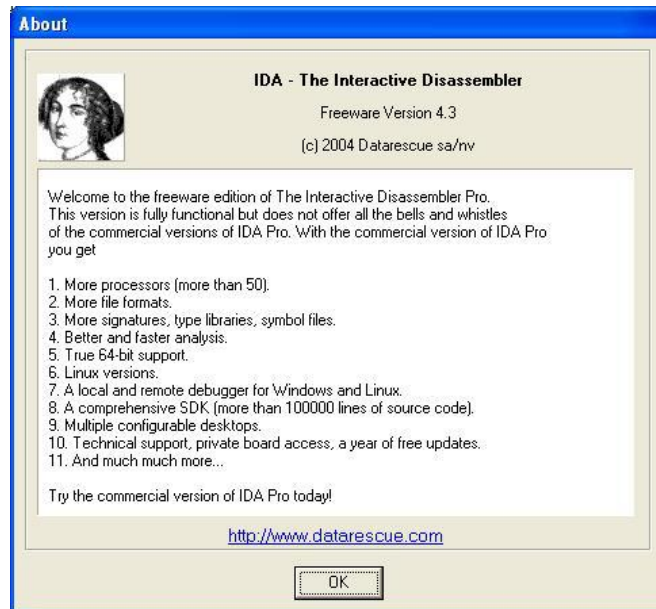 About
IDA - The Interactive Disassembler
Freeware Version 4.3
(c) 2004 Datarescue sa/nv
Welcome to the freeware edition of The Interactive Disassembler Pro.
This version is fully functional but does not offer all the bells and whistles
of the commercial versions of IDA Pro. With the commercial version of IDA Pro
you get
1. More processors (more than 50).
2. More file formats.
3. More signatures, type libraries, symbol files.
4. Better and faster analysis.
5. True 64-bit support.
6. Linux versions.
7. A local and remote debugger for Windows and Linux.
8. A comprehensive SDK (more than 100000 lines of source code).
9. Multiple configurable desktops.
10. Technical support, private board access, a year of free updates.
11. And much much more...
Try the commercial version of IDA Pro today!
http://www.datarescue.com
OK